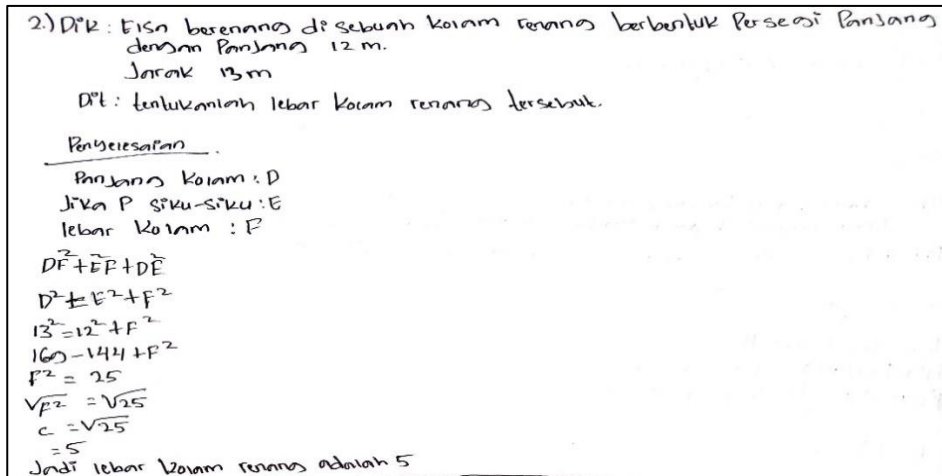 2.) Dik : Elsa berenang di sebuah kolam renang berbentuk Persegi Panjang
dengan Panjang 12 m.
Jarak 13 m
Dit : tentukanlah lebar kolam renang tersebut.
Penyelesaian
Panjang kolam : D
Jika P siku-siku : E
lebar kolam : F
DF²+EF²+DE²
D²±E²+F²
13²=12²+F²
169-144+F²
F² = 25
√F² = √25
c = √25
= 5
Jadi lebar kolam renang adalah 5